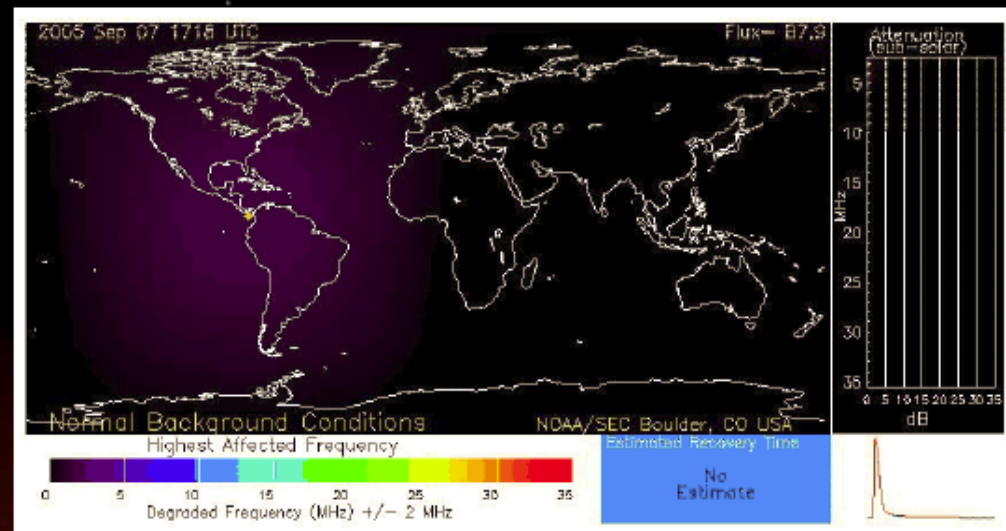 2005 Sep 07 1718 UTC
Flux= B7.9
Attenuation
(sub-solar)
5
10
15
20
25
30
35
MHz
0 5 10 15 20 25 30 35
dB
Normal Background Conditions
NOAA/SEC Boulder, CO USA
Highest Affected Frequency
0 5 10 15 20 25 30 35
Degraded Frequency (MHz) +/- 2 MHz
Estimated Recovery Time
No
Estimate